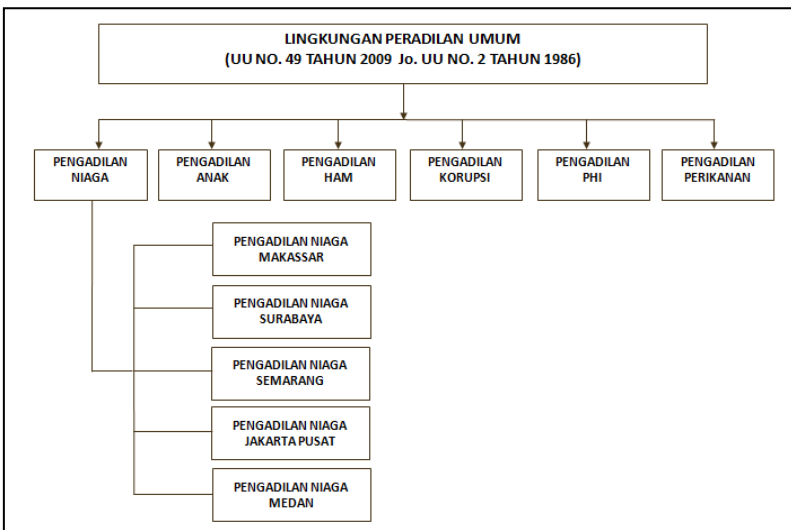 LINGKUNGAN PERADILAN UMUM
(UU NO. 49 TAHUN 2009 Jo. UU NO. 2 TAHUN 1986)
PENGADILAN
NIAGA
PENGADILAN
ANAK
PENGADILAN
HAM
PENGADILAN
KORUPSI
PENGADILAN
PHI
PENGADILAN
PERIKANAN
PENGADILAN NIAGA
MAKASSAR
PENGADILAN NIAGA
SURABAYA
PENGADILAN NIAGA
SEMARANG
PENGADILAN NIAGA
JAKARTA PUSAT
PENGADILAN NIAGA
MEDAN